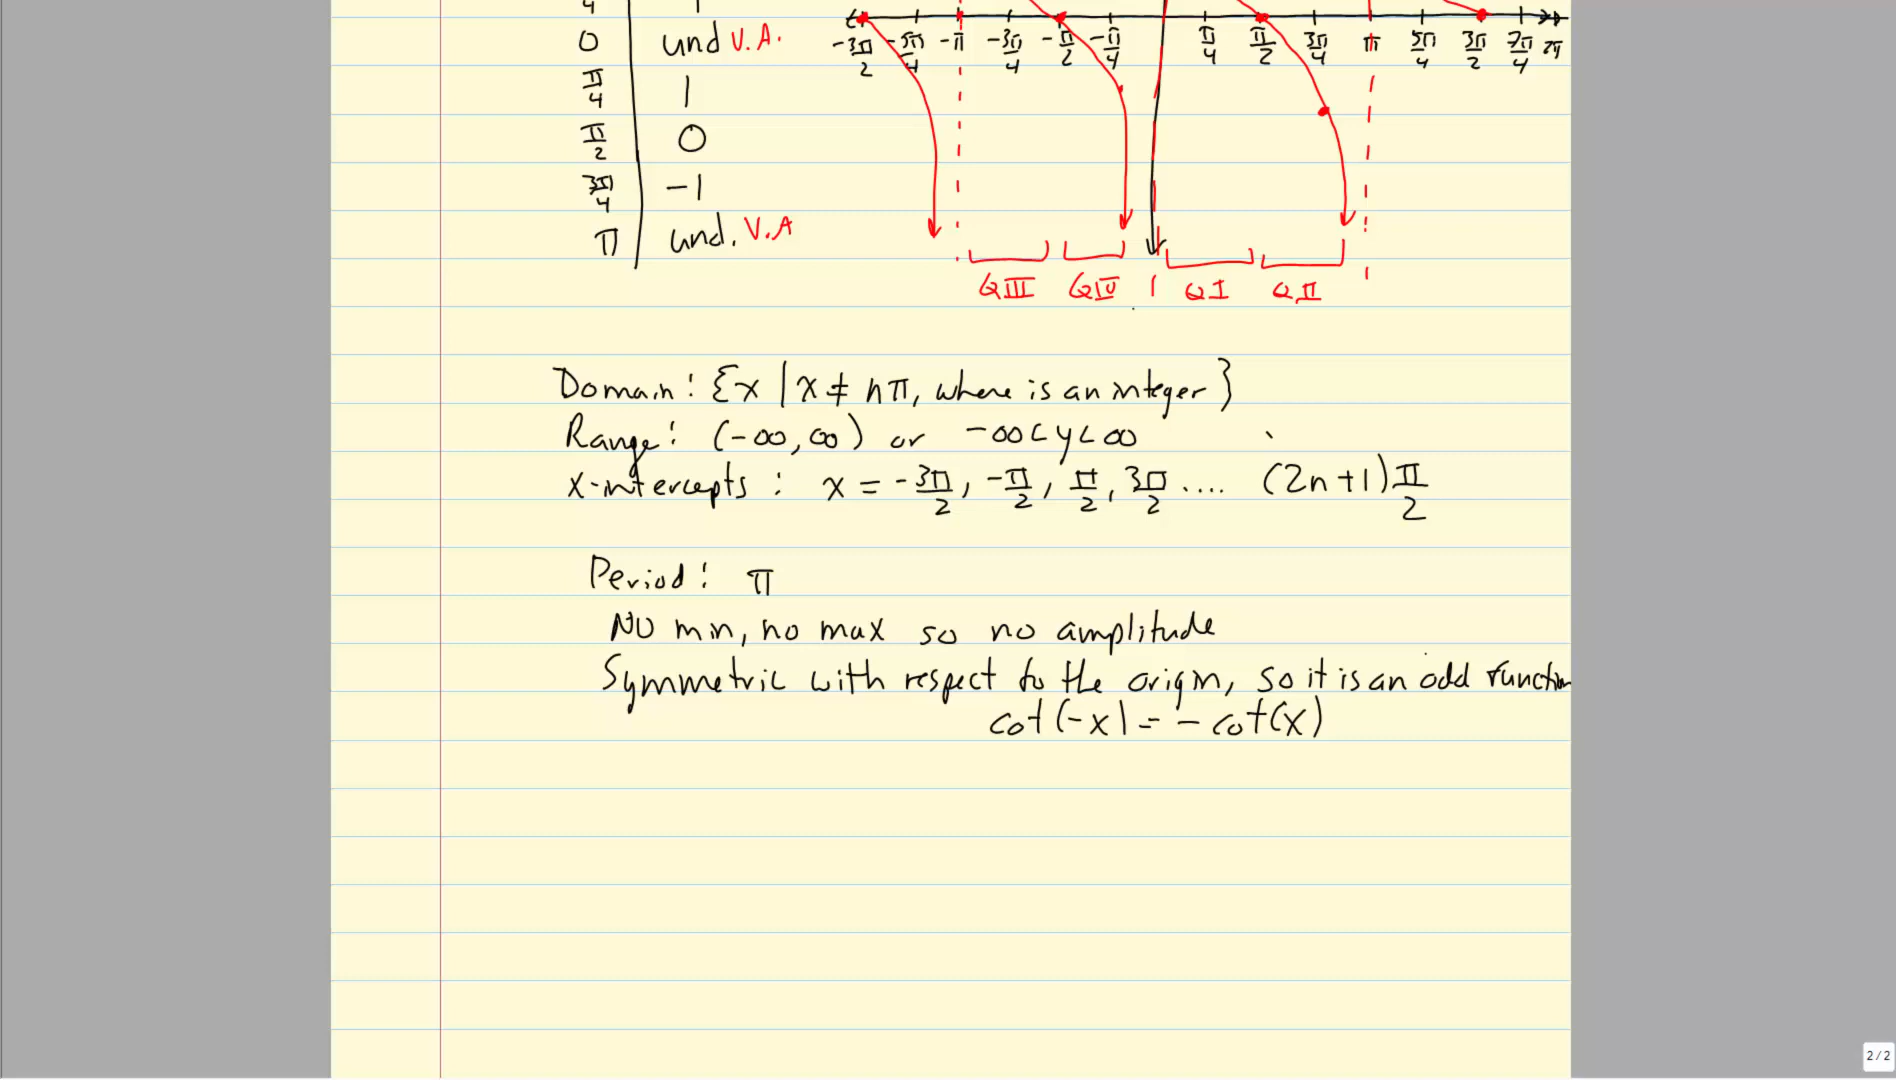 -3π/2 -5π/4 -π -3π/4 -π/2 -π/4 π/4 π/2 3π/4 π 5π/4 3π/2 7π/4 2π
0 und V.A.
π/4 1
π/2 0
3π/4 -1
π und. V.A
QIII QIV QI QII
Domain: {x | x ≠ nπ, where is an integer}
Range: (-∞, ∞) or -∞ < y < ∞
x-intercepts: x = -3π/2, -π/2, π/2, 3π/2 .... (2n+1)π/2
Period: π
No min, no max so no amplitude
Symmetric with respect to the origin, so it is an odd function
cot(-x) = -cot(x)
2/2